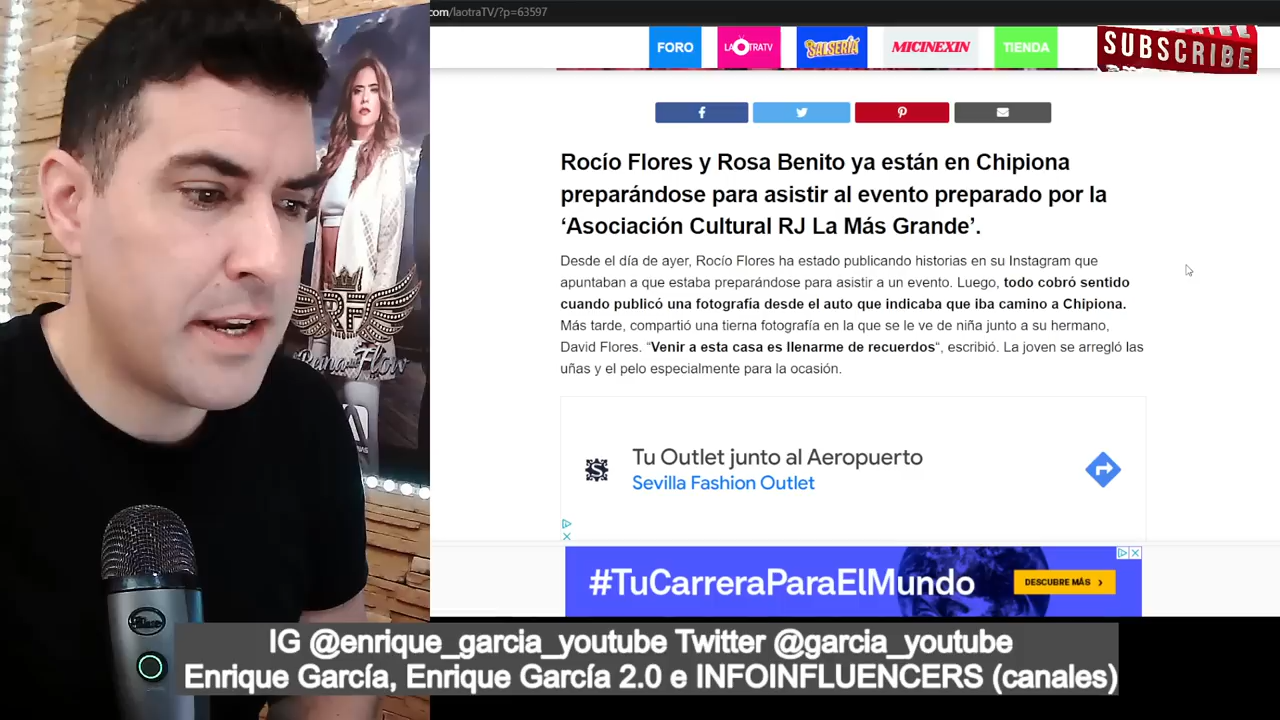 com/laotraTV/?p=63597
FORO
LAOTRATV
SALSERÍA
MICINEXIN
TIENDA
SUBSCRIBE
Rocío Flores y Rosa Benito ya están en Chipiona
preparándose para asistir al evento preparado por la
‘Asociación Cultural RJ La Más Grande’.
Desde el día de ayer, Rocío Flores ha estado publicando historias en su Instagram que
apuntaban a que estaba preparándose para asistir a un evento. Luego, todo cobró sentido
cuando publicó una fotografía desde el auto que indicaba que iba camino a Chipiona.
Más tarde, compartió una tierna fotografía en la que se le ve de niña junto a su hermano,
David Flores. “Venir a esta casa es llenarme de recuerdos“, escribió. La joven se arregló las
uñas y el pelo especialmente para la ocasión.
RF
Reina Flow
Tu Outlet junto al Aeropuerto
Sevilla Fashion Outlet
#TuCarreraParaElMundo
DESCUBRE MÁS
Blue
IG @enrique_garcia_youtube Twitter @garcia_youtube
Enrique García, Enrique García 2.0 e INFOINFLUENCERS (canales)